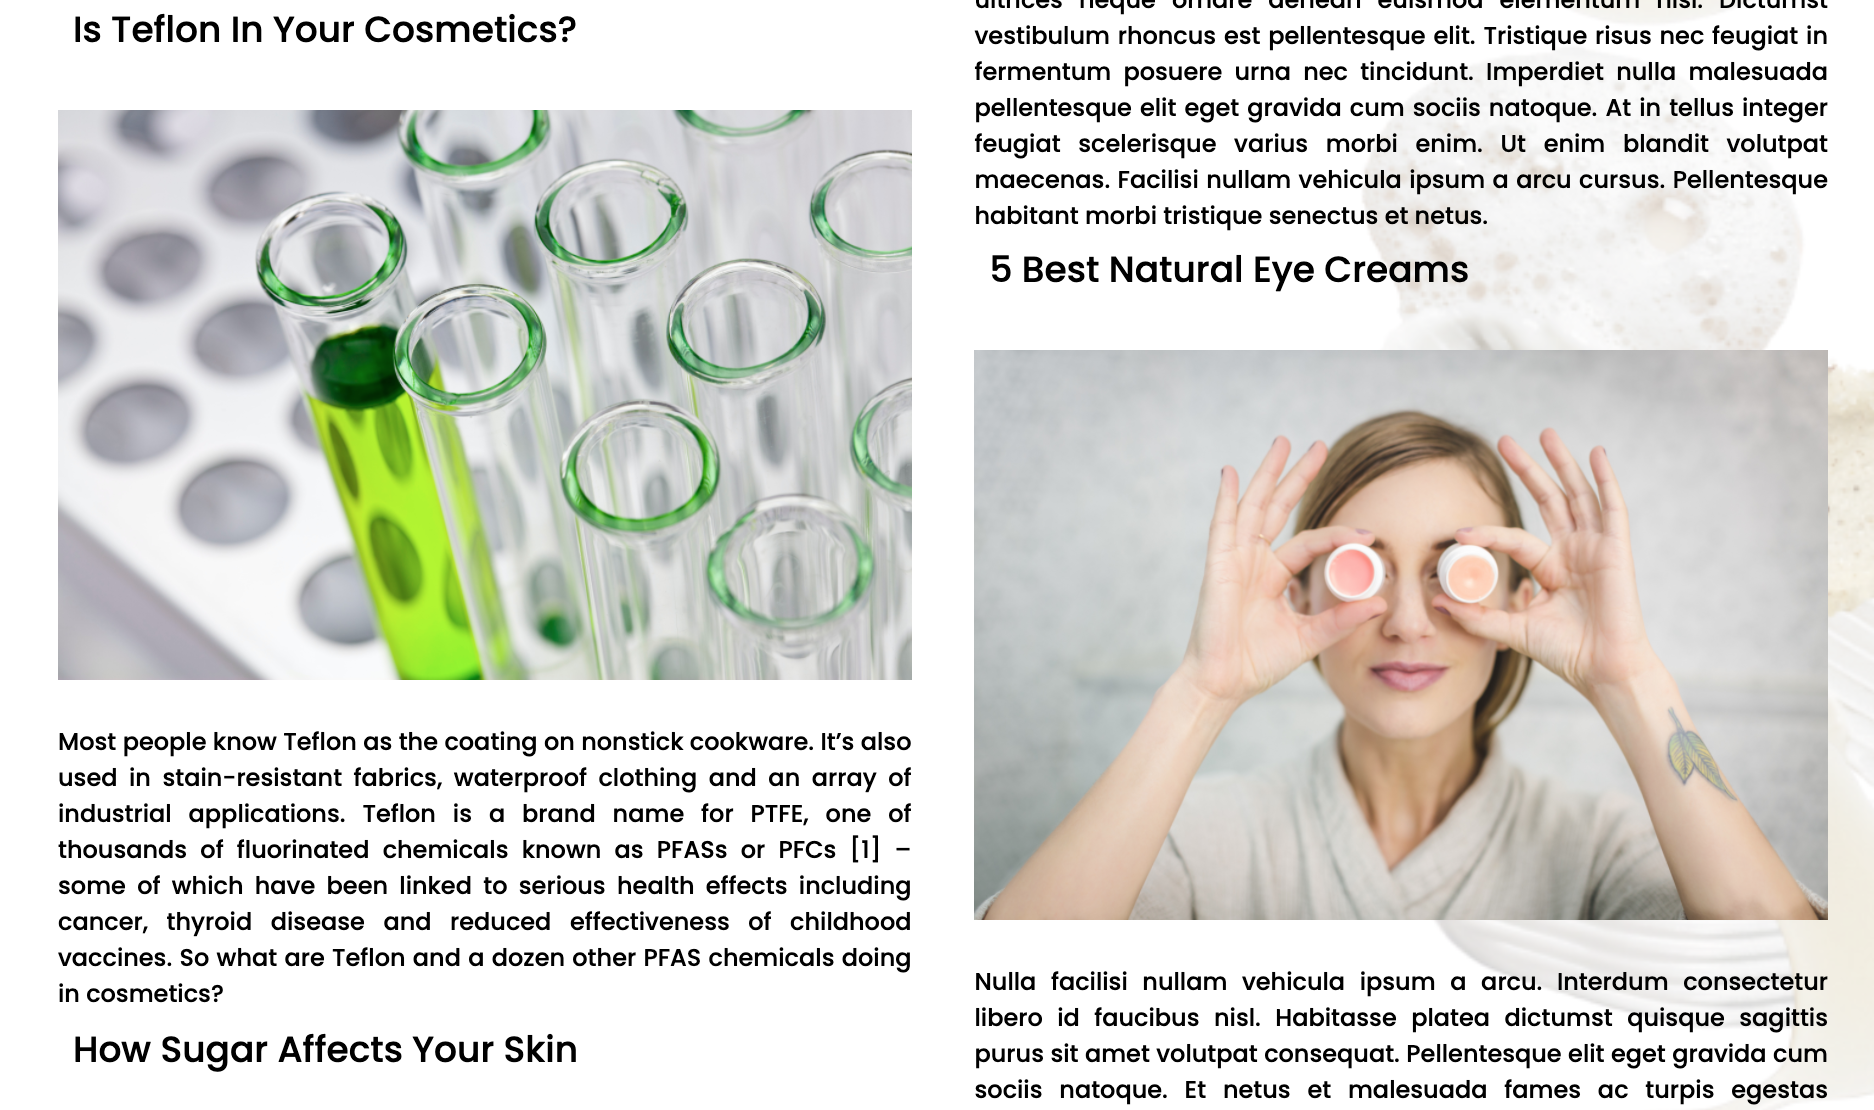 Is Teflon In Your Cosmetics?
Most people know Teflon as the coating on nonstick cookware. It’s also
used in stain-resistant fabrics, waterproof clothing and an array of
industrial applications. Teflon is a brand name for PTFE, one of
thousands of fluorinated chemicals known as PFASs or PFCs [1] –
some of which have been linked to serious health effects including
cancer, thyroid disease and reduced effectiveness of childhood
vaccines. So what are Teflon and a dozen other PFAS chemicals doing
in cosmetics?
How Sugar Affects Your Skin
ultrices neque ornare aenean euismod elementum nisi. Dictumst
vestibulum rhoncus est pellentesque elit. Tristique risus nec feugiat in
fermentum posuere urna nec tincidunt. Imperdiet nulla malesuada
pellentesque elit eget gravida cum sociis natoque. At in tellus integer
feugiat scelerisque varius morbi enim. Ut enim blandit volutpat
maecenas. Facilisi nullam vehicula ipsum a arcu cursus. Pellentesque
habitant morbi tristique senectus et netus.
5 Best Natural Eye Creams
Nulla facilisi nullam vehicula ipsum a arcu. Interdum consectetur
libero id faucibus nisl. Habitasse platea dictumst quisque sagittis
purus sit amet volutpat consequat. Pellentesque elit eget gravida cum
sociis natoque. Et netus et malesuada fames ac turpis egestas